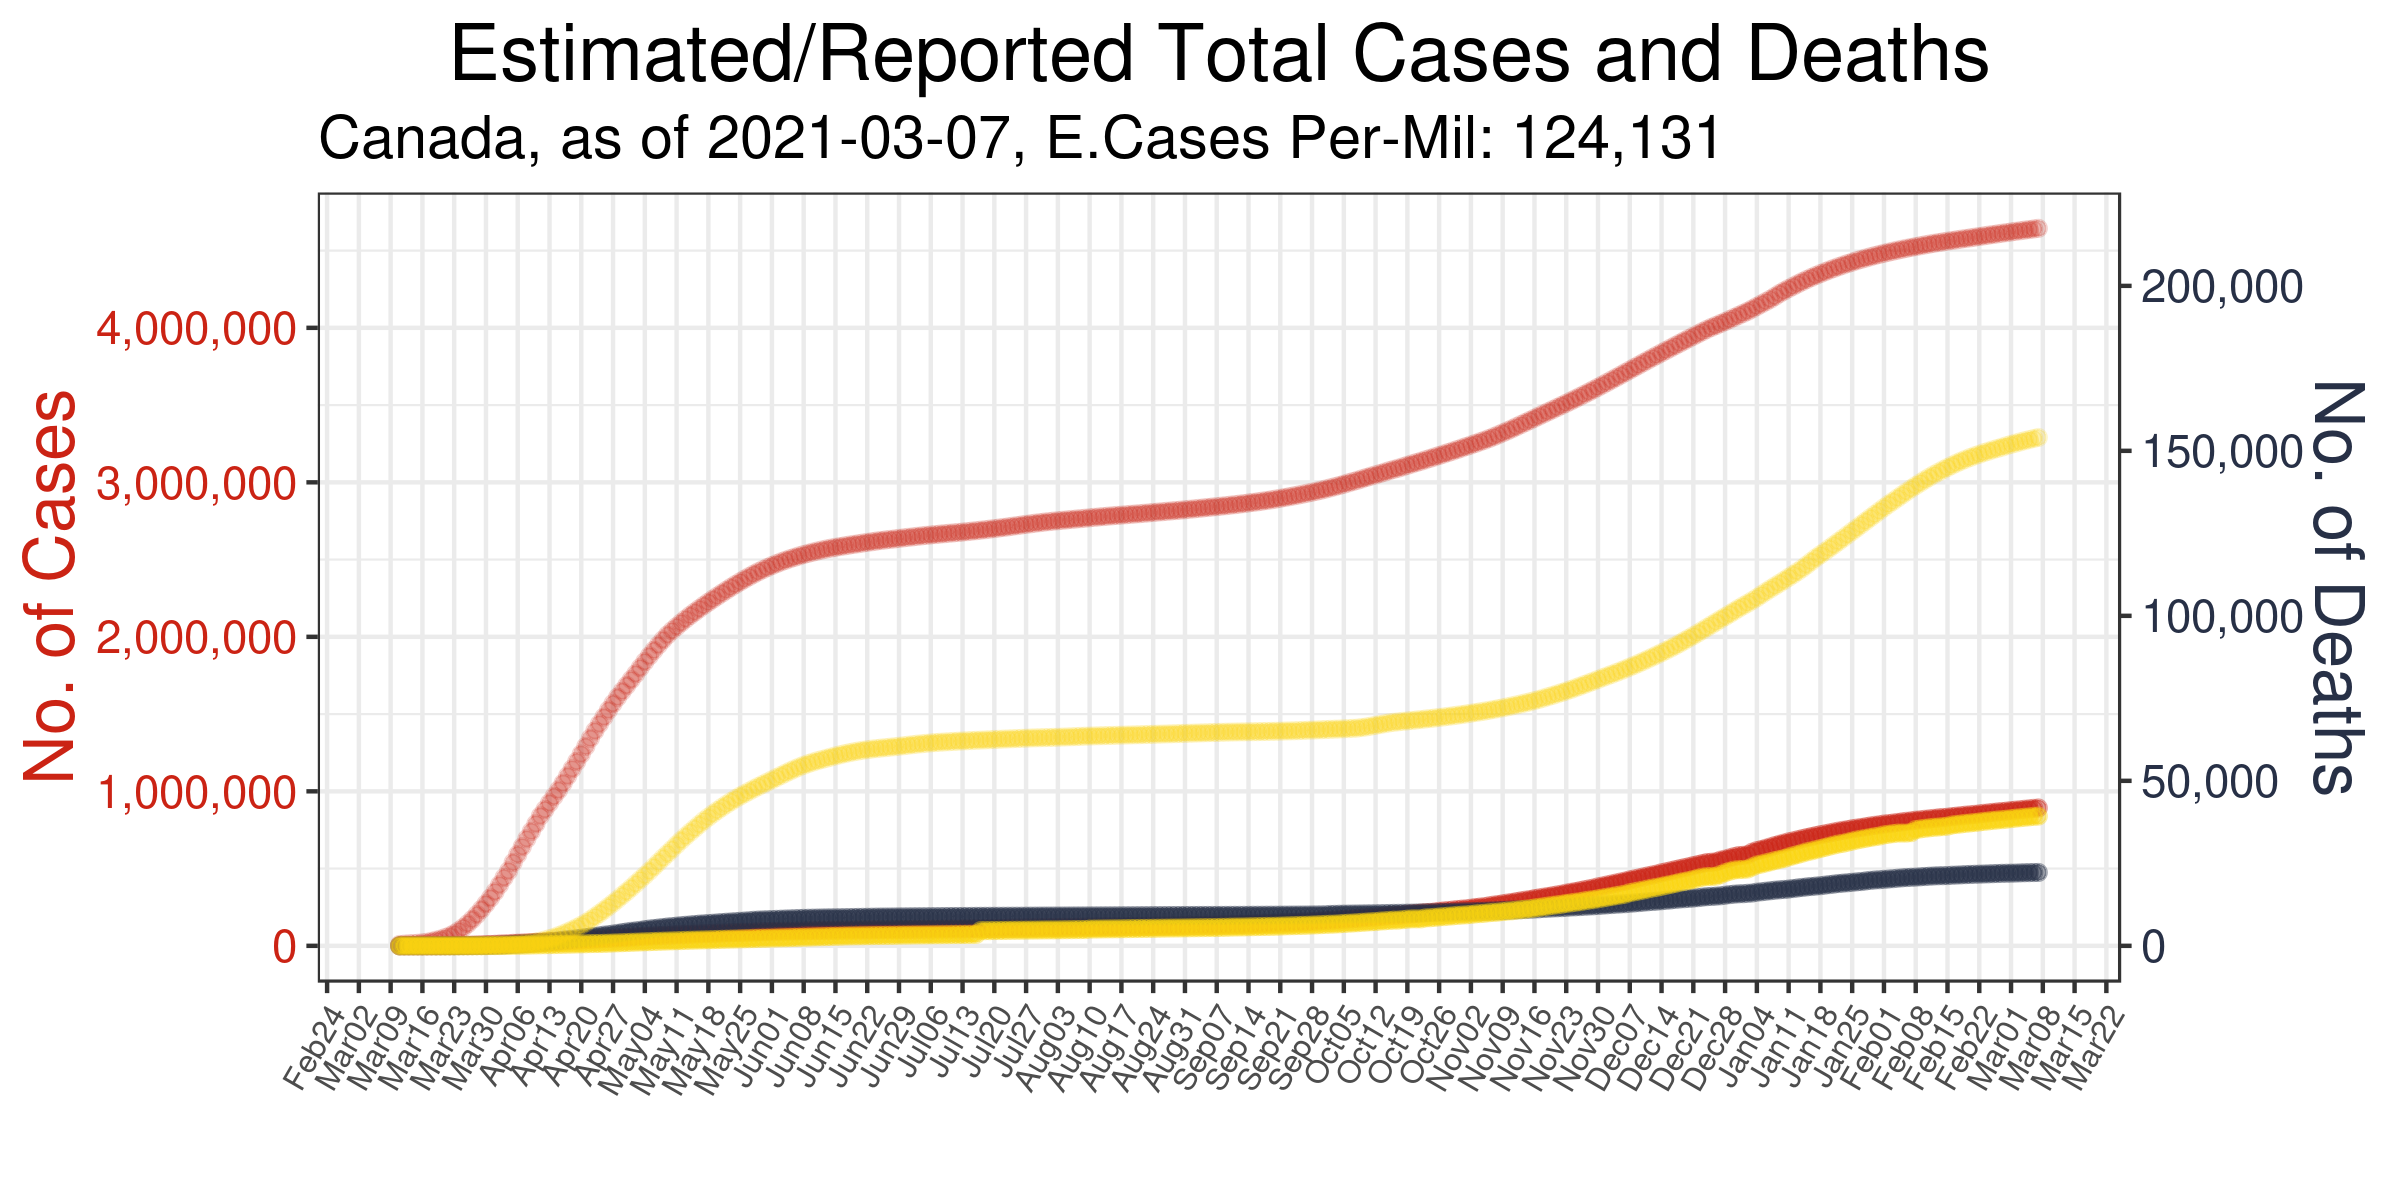 Estimated/Reported Total Cases and Deaths
Canada, as of 2021-03-07, E.Cases Per-Mil: 124,131
No. of Cases
4,000,000
3,000,000
2,000,000
1,000,000
0
200,000
150,000
100,000
50,000
0
No. of Deaths
Feb24
Mar02
Mar09
Mar16
Mar23
Mar30
Apr06
Apr13
Apr20
Apr27
May04
May11
May18
May25
Jun01
Jun08
Jun15
Jun22
Jun29
Jul06
Jul13
Jul20
Jul27
Aug03
Aug10
Aug17
Aug24
Aug31
Sep07
Sep14
Sep21
Sep28
Oct05
Oct12
Oct19
Oct26
Nov02
Nov09
Nov16
Nov23
Nov30
Dec07
Dec14
Dec21
Dec28
Jan04
Jan11
Jan18
Jan25
Feb01
Feb08
Feb15
Feb22
Mar01
Mar08
Mar15
Mar22